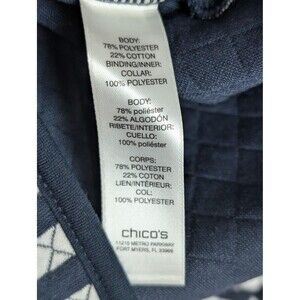 BODY:
78% POLYESTER
22% COTTON
BINDING/INNER:
COLLAR:
100% POLYESTER
BODY:
78% poliéster
22% ALGODÓN
RIBETE/INTERIOR:
CUELLO:
100% poliéster
CORPS:
78% POLYESTER
22% COTON
LIEN/INTÉRIEUR:
COL:
100% POLYESTER
chico's
11215 METRO PARKWAY
FORT MYERS, FL 33966